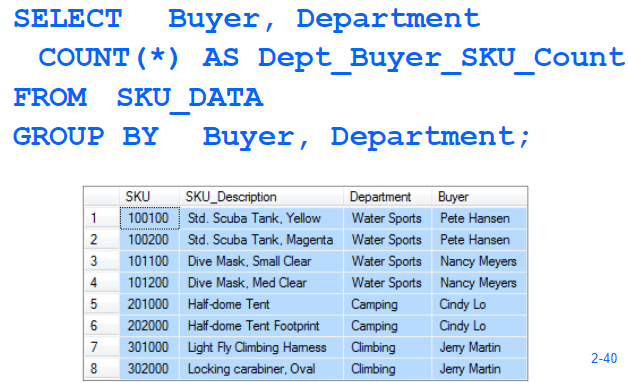 SELECT Buyer, Department
COUNT(*) AS Dept_Buyer_SKU_Count
FROM SKU_DATA
GROUP BY Buyer, Department;
SKU SKU_Description Department Buyer
1 100100 Std. Scuba Tank, Yellow Water Sports Pete Hansen
2 100200 Std. Scuba Tank, Magenta Water Sports Pete Hansen
3 101100 Dive Mask, Small Clear Water Sports Nancy Meyers
4 101200 Dive Mask, Med Clear Water Sports Nancy Meyers
5 201000 Half-dome Tent Camping Cindy Lo
6 202000 Half-dome Tent Footprint Camping Cindy Lo
7 301000 Light Fly Climbing Harness Climbing Jerry Martin
8 302000 Locking carabiner, Oval Climbing Jerry Martin
2-40